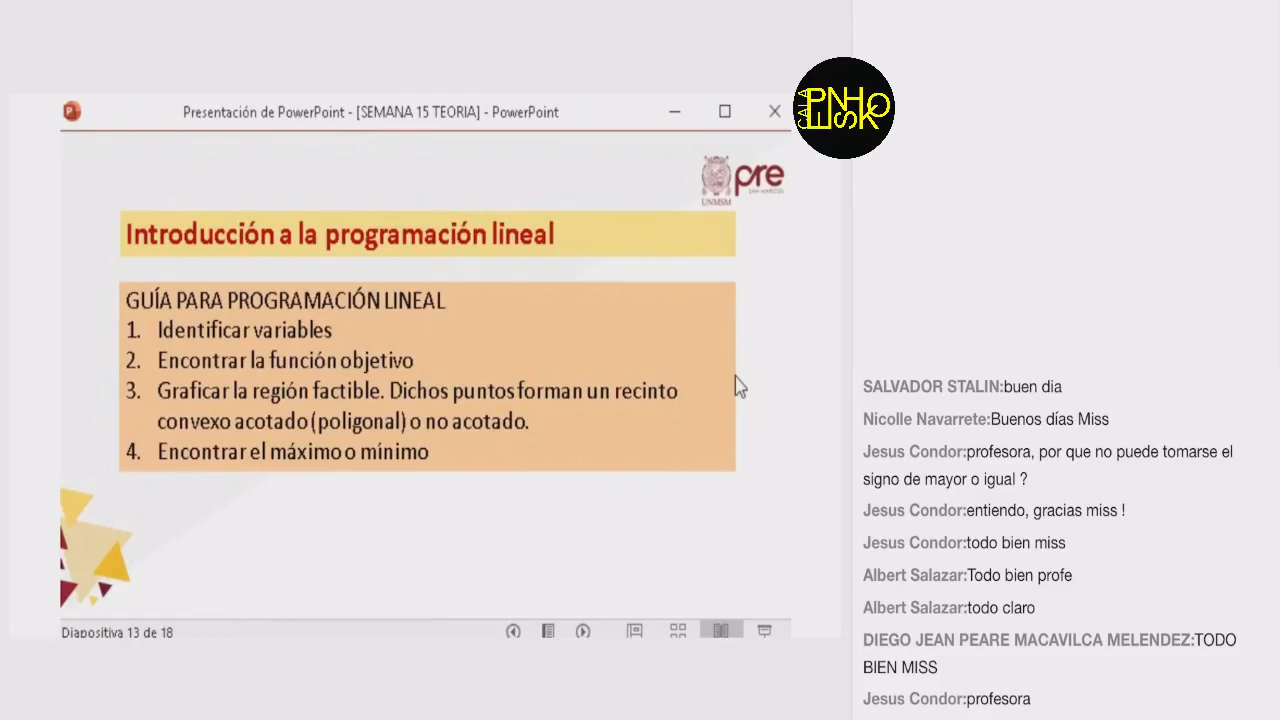 Presentación de PowerPoint - [SEMANA 15 TEORIA] - PowerPoint
pre
SAN MARCOS
UNMSM
CALA
PNHO
ESK
Introducción a la programación lineal
GUÍA PARA PROGRAMACIÓN LINEAL
1. Identificar variables
2. Encontrar la función objetivo
3. Graficar la región factible. Dichos puntos forman un recinto
convexo acotado (poligonal) o no acotado.
4. Encontrar el máximo o mínimo
Diapositiva 13 de 18
SALVADOR STALIN:buen dia
Nicolle Navarrete:Buenos días Miss
Jesus Condor:profesora, por que no puede tomarse el
signo de mayor o igual ?
Jesus Condor:entiendo, gracias miss !
Jesus Condor:todo bien miss
Albert Salazar:Todo bien profe
Albert Salazar:todo claro
DIEGO JEAN PEARE MACAVILCA MELENDEZ:TODO
BIEN MISS
Jesus Condor:profesora